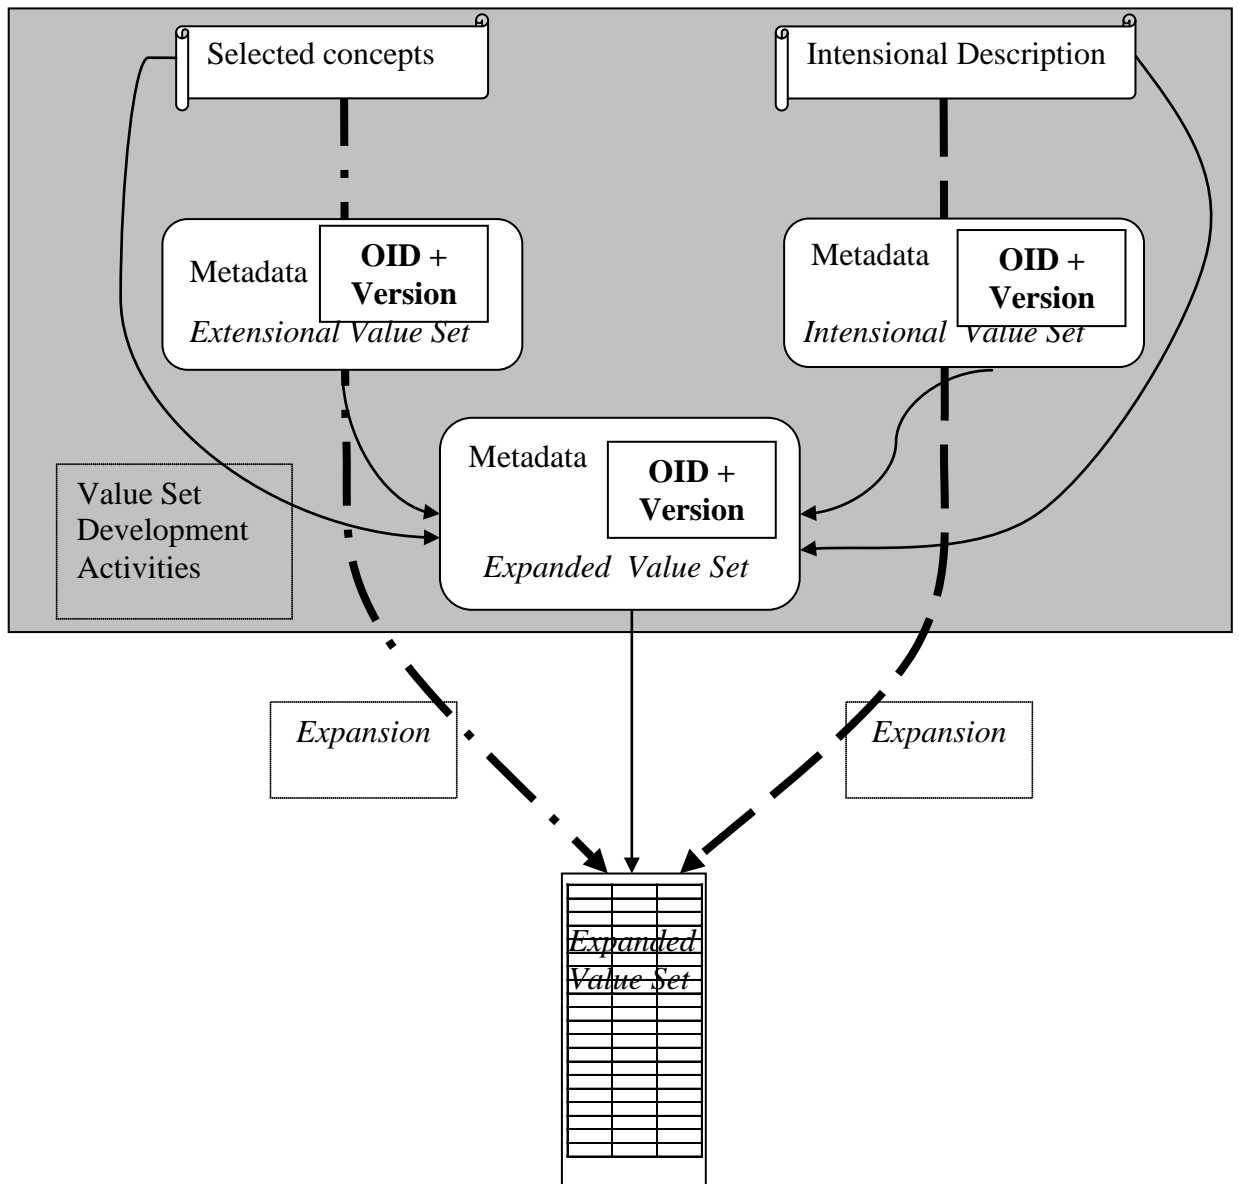 Selected concepts
Intensional Description
Metadata
OID +
Version
Extensional Value Set
Metadata
OID +
Version
Intensional Value Set
Metadata
OID +
Version
Expanded Value Set
Value Set
Development
Activities
Expansion
Expansion
Expanded
Value Set